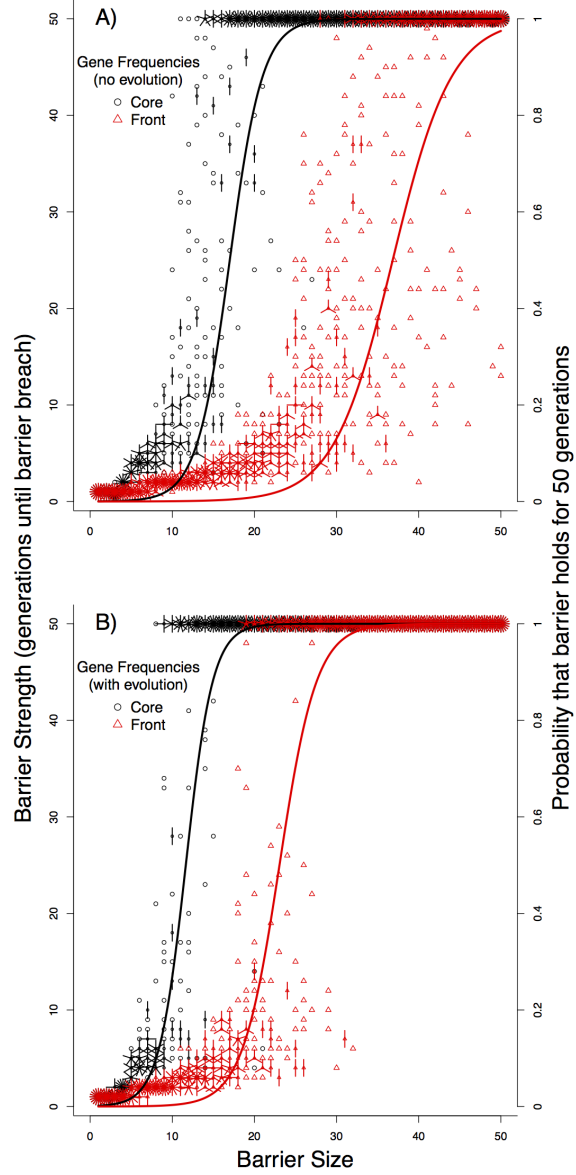 A)
Gene Frequencies
(no evolution)
Core
Front
50
40
30
20
10
0
1
0.8
0.6
0.4
0.2
0
0 10 20 30 40 50
B)
Gene Frequencies
(with evolution)
Core
Front
50
40
30
20
10
0
1
0.8
0.6
0.4
0.2
0
0 10 20 30 40 50
Barrier Size
Barrier Strength (generations until barrier breach)
Probability that barrier holds for 50 generations